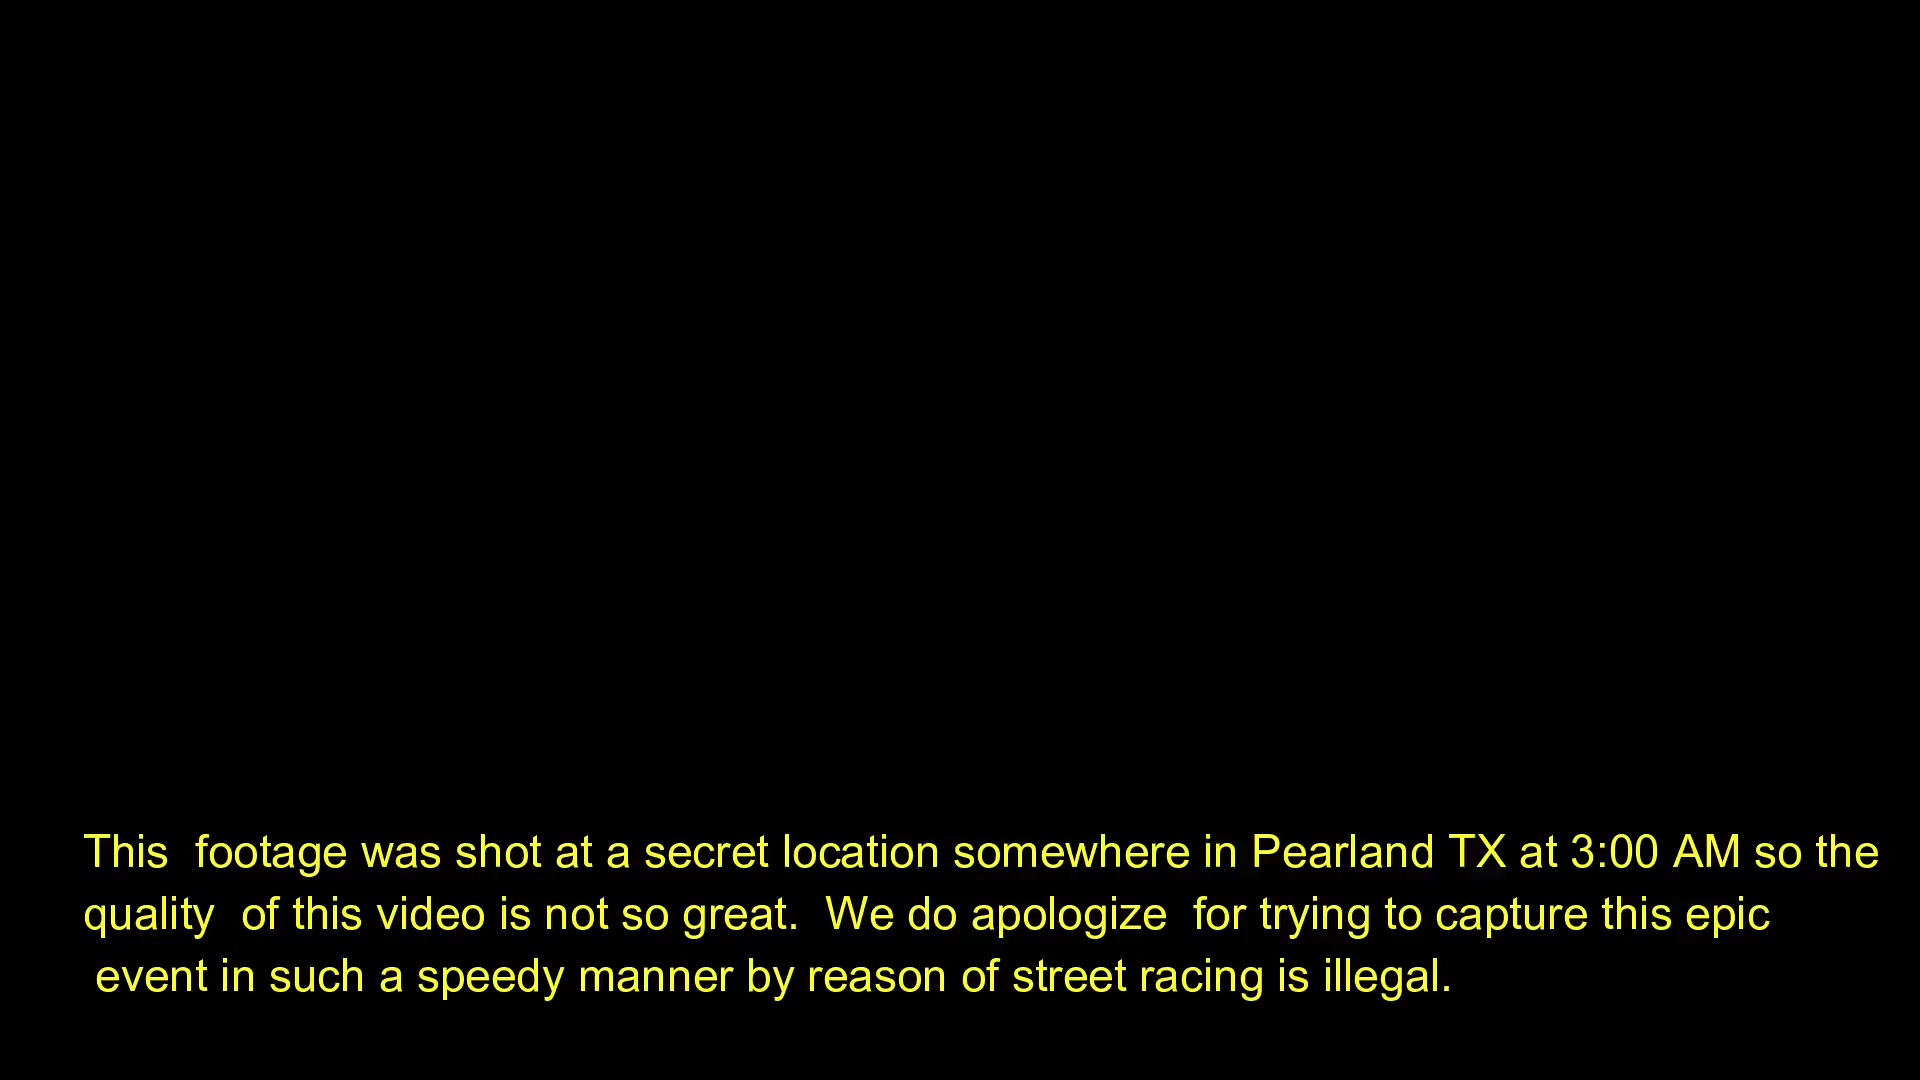 This  footage was shot at a secret location somewhere in Pearland TX at 3:00 AM so the
quality  of this video is not so great.  We do apologize  for trying to capture this epic
event in such a speedy manner by reason of street racing is illegal.